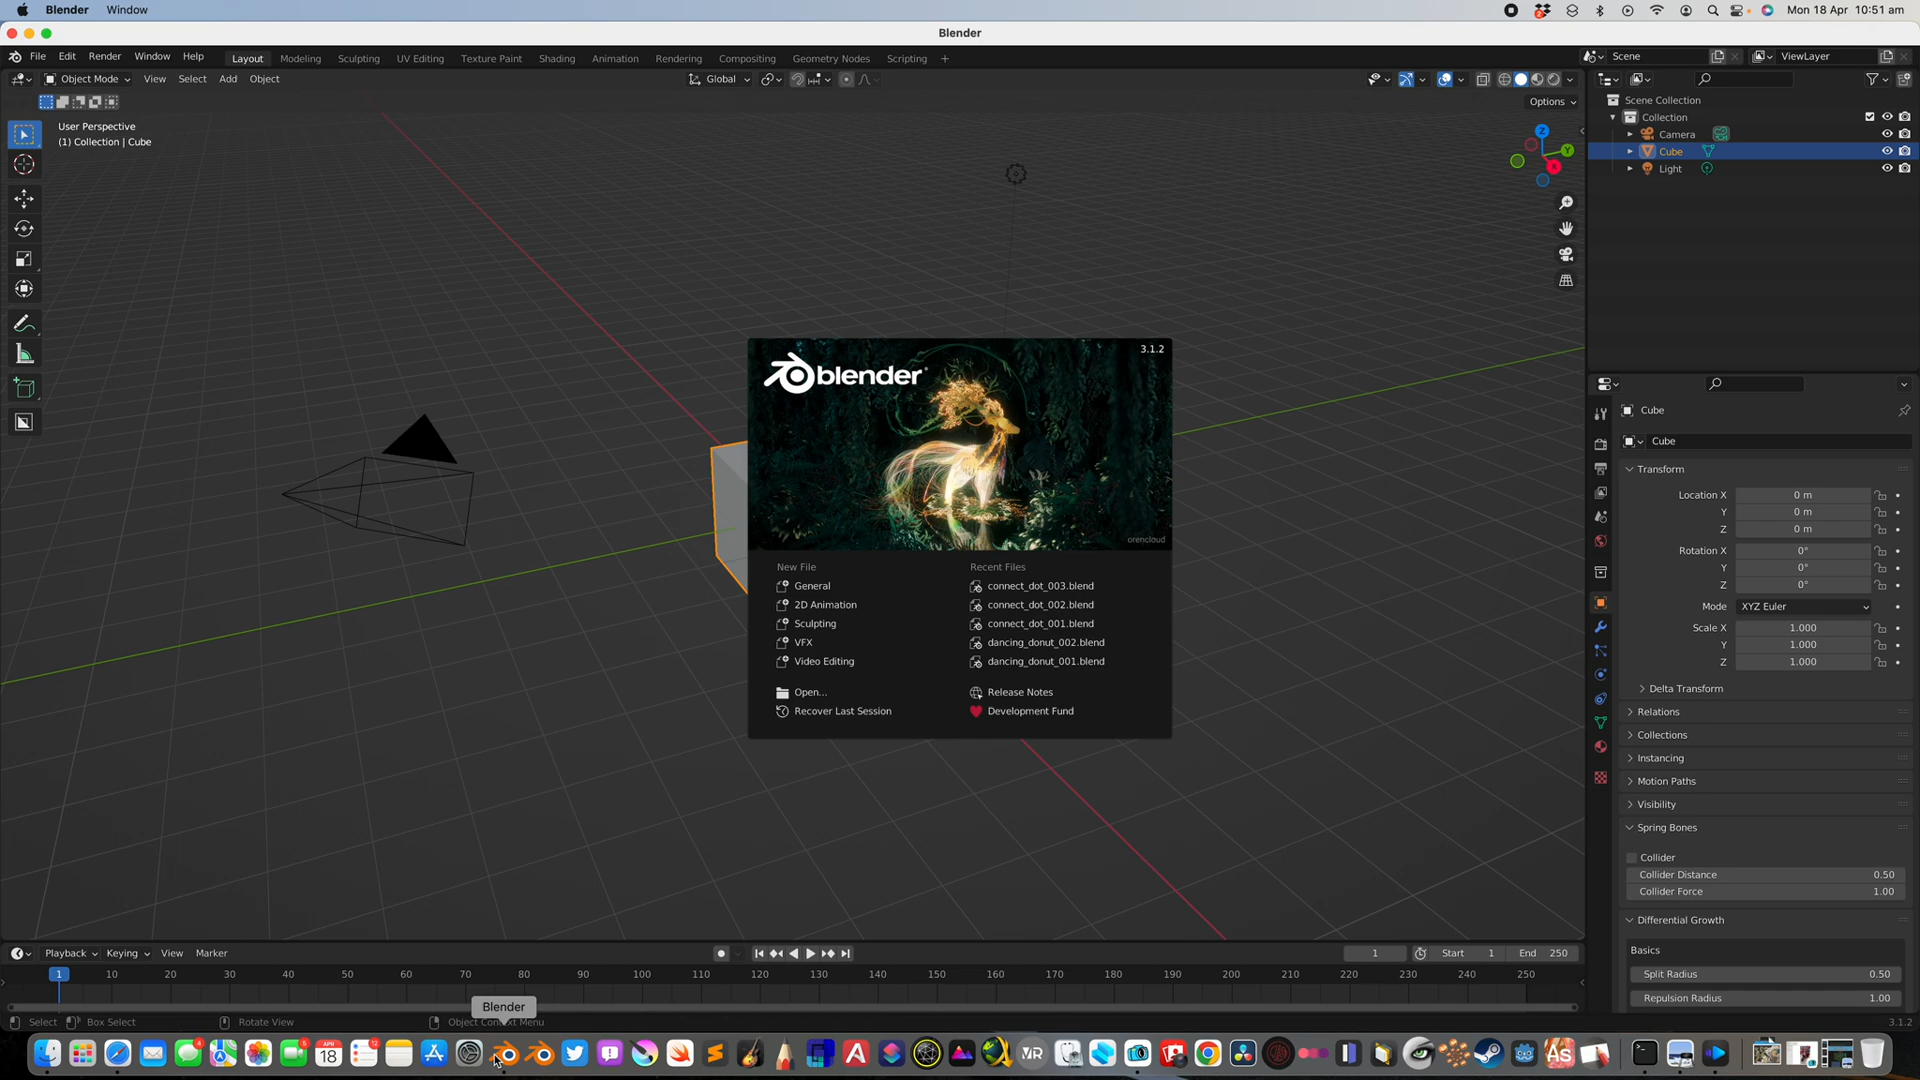 Blender Window
Mon 18 Apr 10:51 am
Blender
File Edit Render Window Help
Layout Modeling Sculpting UV Editing Texture Paint Shading Animation Rendering Compositing Geometry Nodes Scripting +
Scene
ViewLayer
Object Mode View Select Add Object
Global
Options
User Perspective
(1) Collection | Cube
Z
Y
X
Scene Collection
Collection
Camera
Cube
Light
3.1.2
blender
orencloud
New File
General
2D Animation
Sculpting
VFX
Video Editing
Open...
Recover Last Session
Recent Files
connect_dot_003.blend
connect_dot_002.blend
connect_dot_001.blend
dancing_donut_002.blend
dancing_donut_001.blend
Release Notes
Development Fund
Cube
Cube
Transform
Location X 0 m
Y 0 m
Z 0 m
Rotation X 0°
Y 0°
Z 0°
Mode XYZ Euler
Scale X 1.000
Y 1.000
Z 1.000
Delta Transform
Relations
Collections
Instancing
Motion Paths
Visibility
Spring Bones
Collider
Collider Distance 0.50
Collider Force 1.00
Differential Growth
Basics
Split Radius 0.50
Repulsion Radius 1.00
Playback Keying View Marker
1 Start 1 End 250
1 10 20 30 40 50 60 70 80 90 100 110 120 130 140 150 160 170 180 190 200 210 220 230 240 250
Blender
Select Box Select Rotate View Object Context Menu
3.1.2
APR
18
VR
As